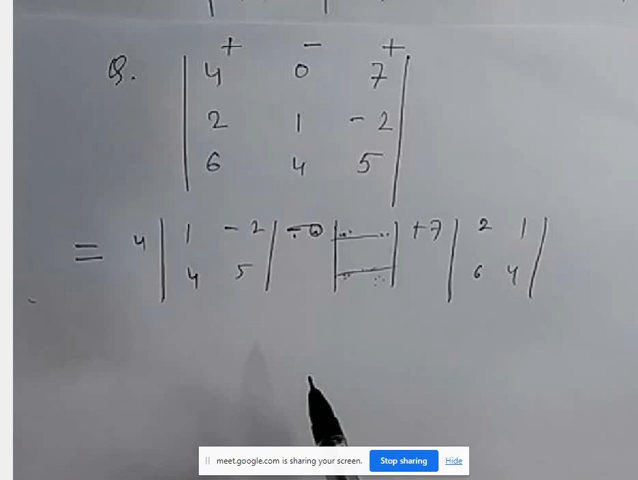 + - +
Q. | 4 0 7 |
| 2 1 -2 |
| 6 4 5 |
= 4 | 1 -2 | - 0 | | +7 | 2 1 |
| 4 5 | | | | 6 4 |
meet.google.com is sharing your screen. Stop sharing Hide